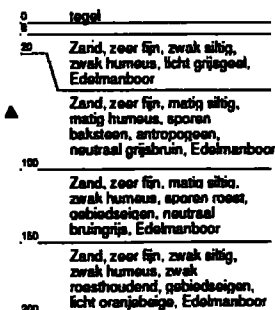 0 tegel
8
20 Zand, zeer fijn, zwak siltig,
zwak humeus, licht grijsgeel,
Edelmanboor
Zand, zeer fijn, matig siltig,
matig humeus, sporen
baksteen, antropogeen,
neutraal grijsbruin, Edelmanboor
100
Zand, zeer fijn, matig siltig,
zwak humeus, sporen roest,
gebiedseigen, neutraal
bruingrijs, Edelmanboor
150
Zand, zeer fijn, zwak siltig,
zwak humeus, zwak
roesthoudend, gebiedseigen,
licht oranjebeige, Edelmanboor
200